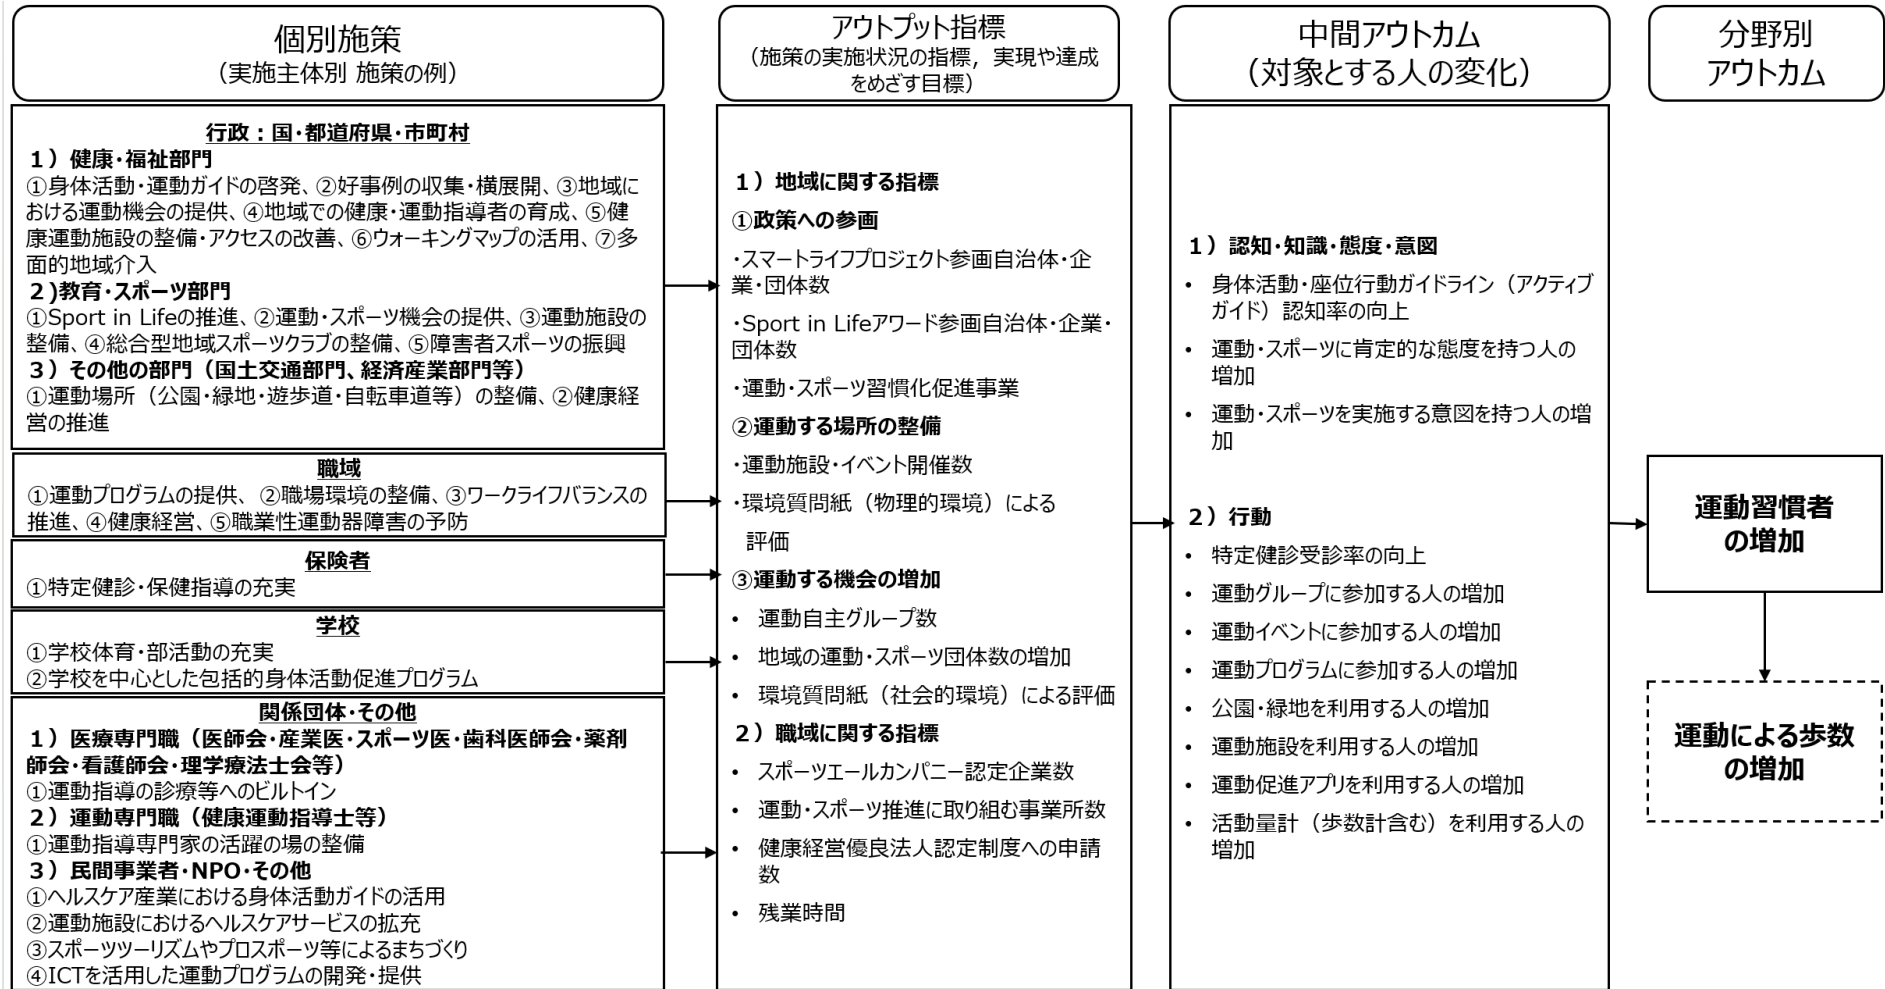 個別施策
（実施主体別 施策の例）
行政：国・都道府県・市町村
１）健康・福祉部門
①身体活動・運動ガイドの啓発、②好事例の収集・横展開、③地域に
おける運動機会の提供、④地域での健康・運動指導者の育成、⑤健
康運動施設の整備・アクセスの改善、⑥ウォーキングマップの活用、⑦多
面的地域介入
２)教育・スポーツ部門
①Sport in Lifeの推進、②運動・スポーツ機会の提供、③運動施設の
整備、④総合型地域スポーツクラブの整備、⑤障害者スポーツの振興
３）その他の部門（国土交通部門、経済産業部門等）
①運動場所（公園・緑地・遊歩道・自転車道等）の整備、②健康経
営の推進
職域
①運動プログラムの提供、 ②職場環境の整備、③ワークライフバランスの
推進、④健康経営、⑤職業性運動器障害の予防
保険者
①特定健診・保健指導の充実
学校
①学校体育・部活動の充実
②学校を中心とした包括的身体活動促進プログラム
関係団体・その他
１）医療専門職（医師会・産業医・スポーツ医・歯科医師会・薬剤
師会・看護師会・理学療法士会等）
①運動指導の診療等へのビルトイン
２）運動専門職（健康運動指導士等）
①運動指導専門家の活躍の場の整備
３）民間事業者・NPO・その他
①ヘルスケア産業における身体活動ガイドの活用
②運動施設におけるヘルスケアサービスの拡充
③スポーツツーリズムやプロスポーツ等によるまちづくり
④ICTを活用した運動プログラムの開発・提供
アウトプット指標
（施策の実施状況の指標，実現や達成
をめざす目標）
１）地域に関する指標
①政策への参画
・スマートライフプロジェクト参画自治体・企
業・団体数
・Sport in Lifeアワード参画自治体・企業・
団体数
・運動・スポーツ習慣化促進事業
②運動する場所の整備
・運動施設・イベント開催数
・環境質問紙（物理的環境）による
評価
③運動する機会の増加
• 運動自主グループ数
• 地域の運動・スポーツ団体数の増加
• 環境質問紙（社会的環境）による評価
２）職域に関する指標
• スポーツエールカンパニー認定企業数
• 運動・スポーツ推進に取り組む事業所数
• 健康経営優良法人認定制度への申請
数
• 残業時間
中間アウトカム
（対象とする人の変化）
１）認知・知識・態度・意図
• 身体活動・座位行動ガイドライン（アクティブ
ガイド）認知率の向上
• 運動・スポーツに肯定的な態度を持つ人の
増加
• 運動・スポーツを実施する意図を持つ人の増
加
２）行動
• 特定健診受診率の向上
• 運動グループに参加する人の増加
• 運動イベントに参加する人の増加
• 運動プログラムに参加する人の増加
• 公園・緑地を利用する人の増加
• 運動施設を利用する人の増加
• 運動促進アプリを利用する人の増加
• 活動量計（歩数計含む）を利用する人の
増加
分野別
アウトカム
運動習慣者
の増加
運動による歩数
の増加